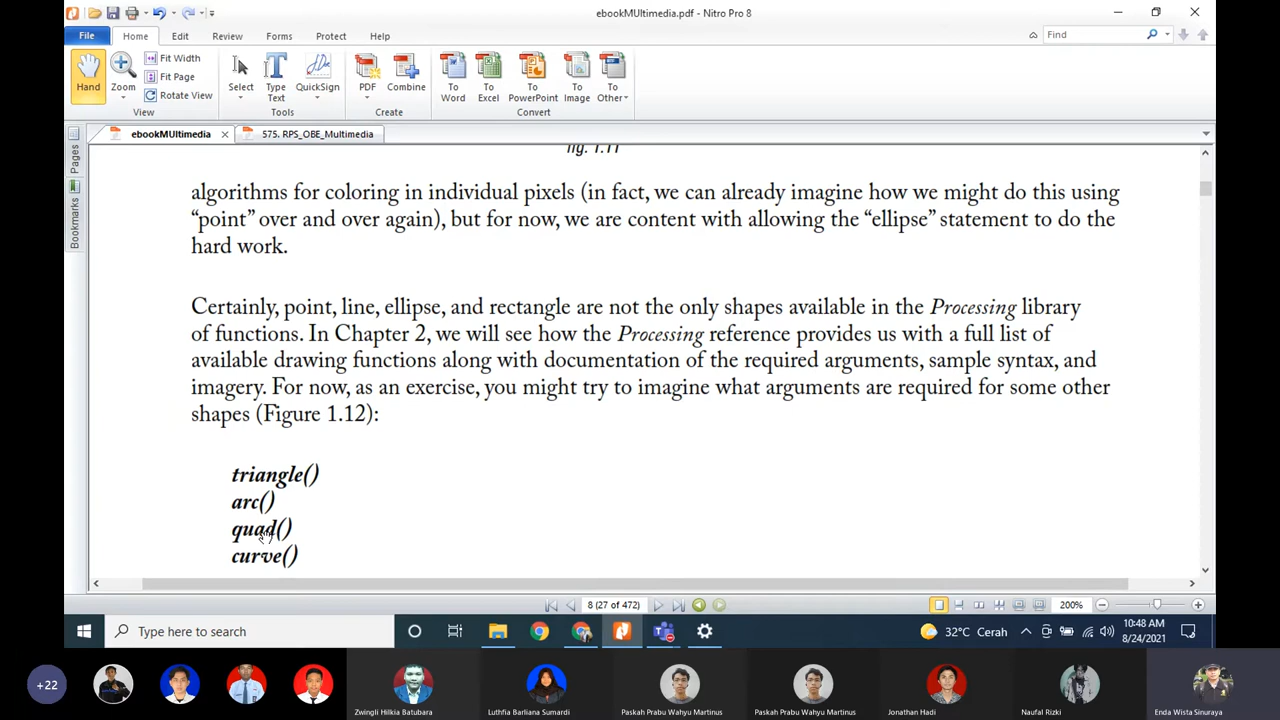 ebookMUltimedia.pdf - Nitro Pro 8
File Home Edit Review Forms Protect Help
Find
Hand
Zoom
Fit Width
Fit Page
Rotate View
View
Select
Type Text
QuickSign
Tools
PDF
Combine
Create
To Word
To Excel
To PowerPoint
To Image
To Other
Convert
ebookMUltimedia
575. RPS_OBE_Multimedia
Pages
Bookmarks
fig. 1.11
algorithms for coloring in individual pixels (in fact, we can already imagine how we might do this using
“point” over and over again), but for now, we are content with allowing the “ellipse” statement to do the
hard work.
Certainly, point, line, ellipse, and rectangle are not the only shapes available in the Processing library
of functions. In Chapter 2, we will see how the Processing reference provides us with a full list of
available drawing functions along with documentation of the required arguments, sample syntax, and
imagery. For now, as an exercise, you might try to imagine what arguments are required for some other
shapes (Figure 1.12):
triangle()
arc()
quad()
curve()
8 (27 of 472)
200%
Type here to search
32°C Cerah
10:48 AM
8/24/2021
+22
Zwingli Hilkia Batubara
Luthfia Barliana Sumardi
Paskah Prabu Wahyu Martinus
Paskah Prabu Wahyu Martinus
Jonathan Hadi
Naufal Rizki
Enda Wista Sinuraya